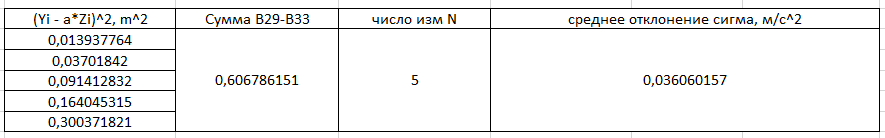 (Yi - a*Zi)^2, m^2 Сумма B29-B33 число изм N среднее отклонение сигма, м/с^2
0,013937764
0,03701842
0,091412832 0,606786151 5 0,036060157
0,164045315
0,300371821